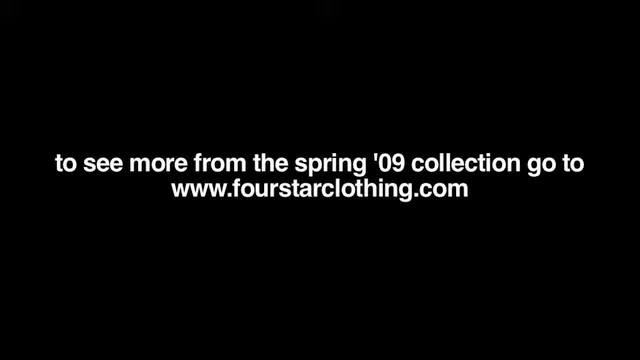 to see more from the spring '09 collection go to
www.fourstarclothing.com